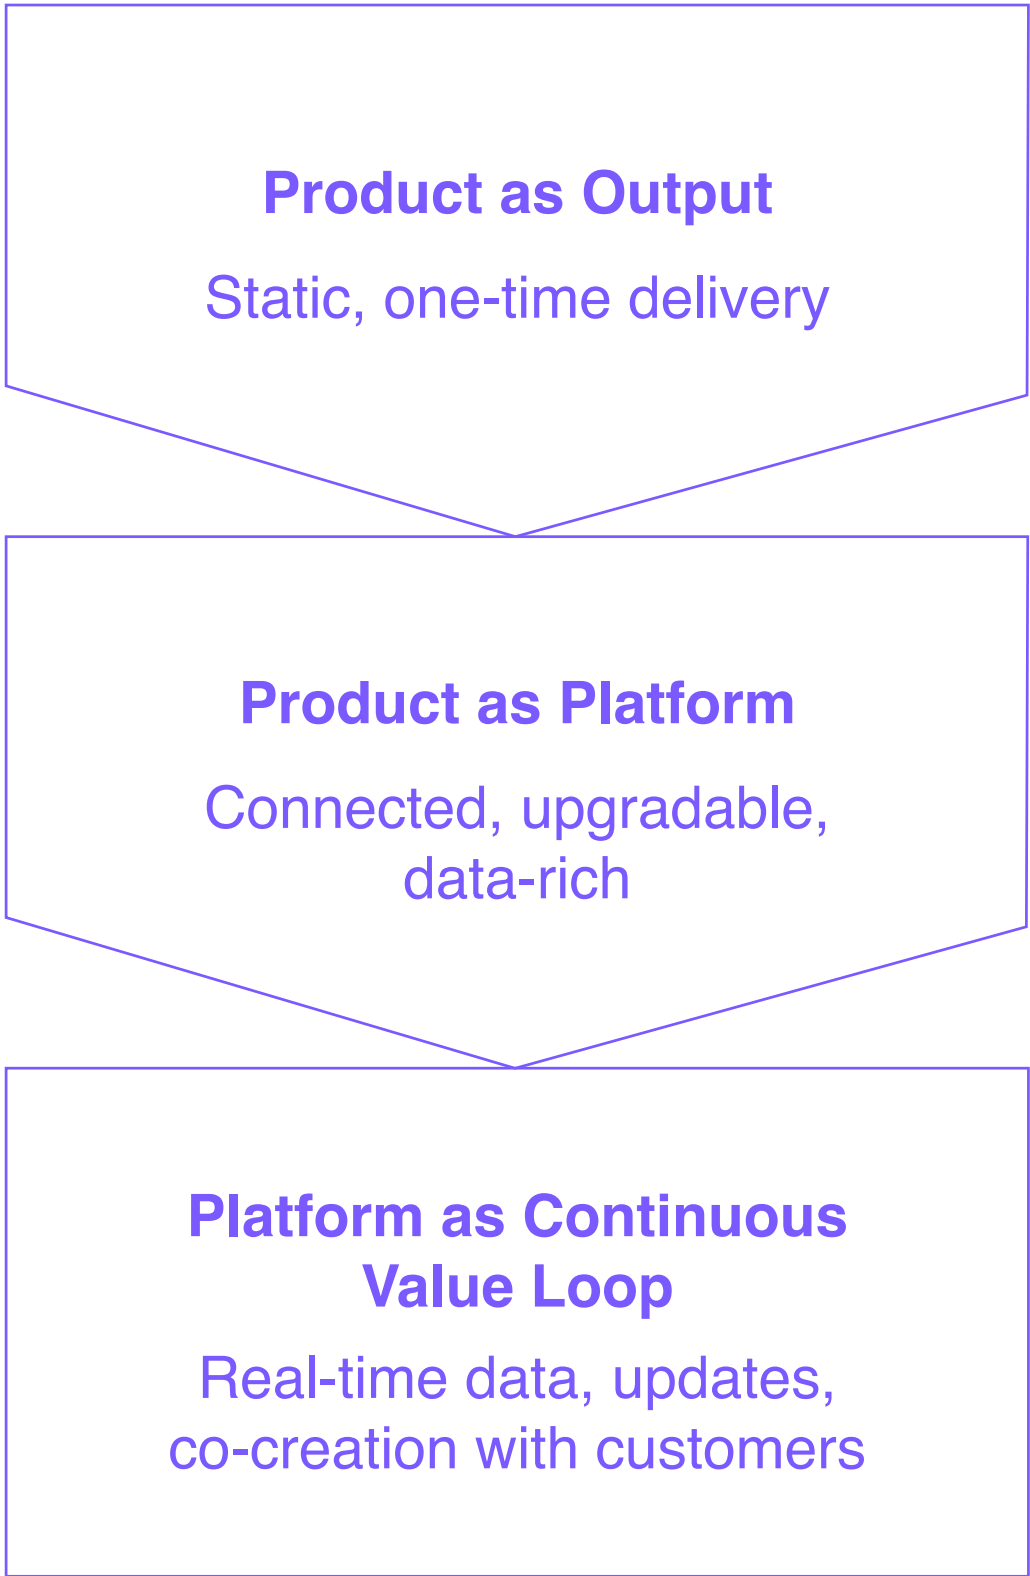 Product as Output
Static, one-time delivery
Product as Platform
Connected, upgradable,
data-rich
Platform as Continuous
Value Loop
Real-time data, updates,
co-creation with customers